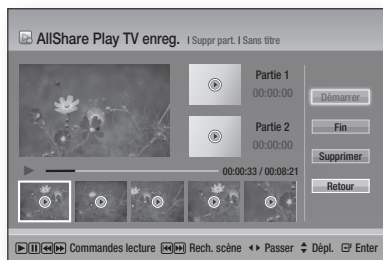 AllShare Play TV enreg. I Suppr part. I Sans titre
Partie 1
00:00:00
Démarrer
Partie 2
00:00:00
Fin
Supprimer
00:00:33 / 00:08:21
Retour
Commandes lecture Rech. scène Passer Dépl. Enter